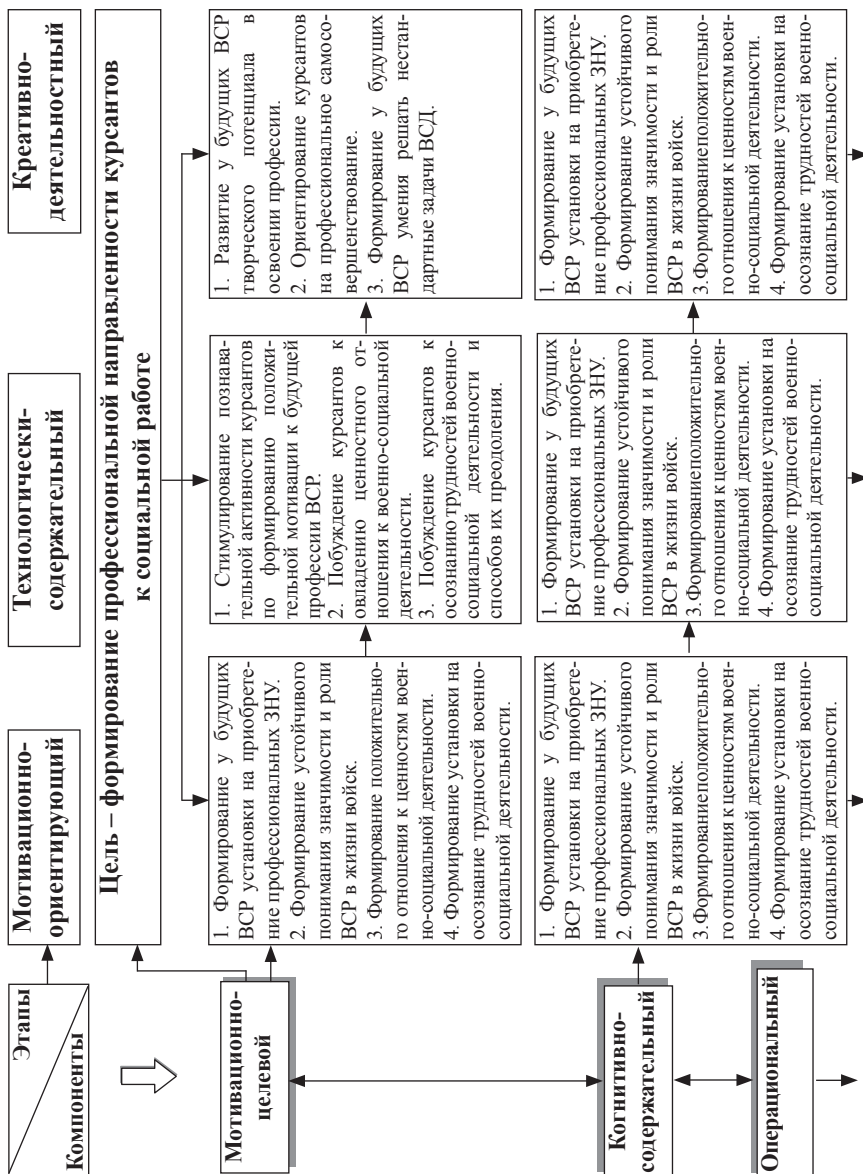 Этапы
Компоненты
Мотивационно-
ориентирующий
Технологически-
содержательный
Креативно-
деятельностный
Цель – формирование профессиональной направленности курсантов
к социальной работе
Мотивационно-
целевой
1. Формирование у будущих
ВСР установки на приобрете-
ние профессиональных ЗНУ.
2. Формирование устойчивого
понимания значимости и роли
ВСР в жизни войск.
3. Формирование положительно-
го отношения к ценностям воен-
но-социальной деятельности.
4. Формирование установки на
осознание трудностей военно-
социальной деятельности.
1. Стимулирование познава-
тельной активности курсантов
по формированию положи-
тельной мотивации к будущей
профессии ВСР.
2. Побуждение курсантов к
овладению ценностного от-
ношения к военно-социальной
деятельности.
3. Побуждение курсантов к
осознанию трудностей военно-
социальной деятельности и
способов их преодоления.
1. Развитие у будущих ВСР
творческого потенциала в
освоении профессии.
2. Ориентирование курсантов
на профессиональное самосо-
вершенствование.
3. Формирование у будущих
ВСР умения решать нестан-
дартные задачи ВСД.
Когнитивно-
содержательный
1. Формирование у будущих
ВСР установки на приобрете-
ние профессиональных ЗНУ.
2. Формирование устойчивого
понимания значимости и роли
ВСР в жизни войск.
3.Формирование положительно-
го отношения к ценностям воен-
но-социальной деятельности.
4. Формирование установки на
осознание трудностей военно-
социальной деятельности.
1. Формирование у будущих
ВСР установки на приобрете-
ние профессиональных ЗНУ.
2. Формирование устойчивого
понимания значимости и роли
ВСР в жизни войск.
3.Формирование положительно-
го отношения к ценностям воен-
но-социальной деятельности.
4. Формирование установки на
осознание трудностей военно-
социальной деятельности.
1. Формирование у будущих
ВСР установки на приобрете-
ние профессиональных ЗНУ.
2. Формирование устойчивого
понимания значимости и роли
ВСР в жизни войск.
3.Формирование положительно-
го отношения к ценностям воен-
но-социальной деятельности.
4. Формирование установки на
осознание трудностей военно-
социальной деятельности.
Операциональный